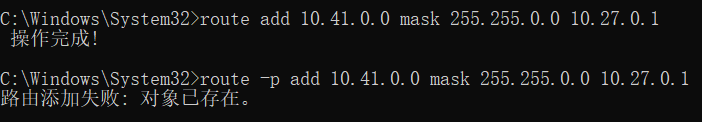 C:\Windows\System32>route add 10.41.0.0 mask 255.255.0.0 10.27.0.1
操作完成!
C:\Windows\System32>route -p add 10.41.0.0 mask 255.255.0.0 10.27.0.1
路由添加失败: 对象已存在。